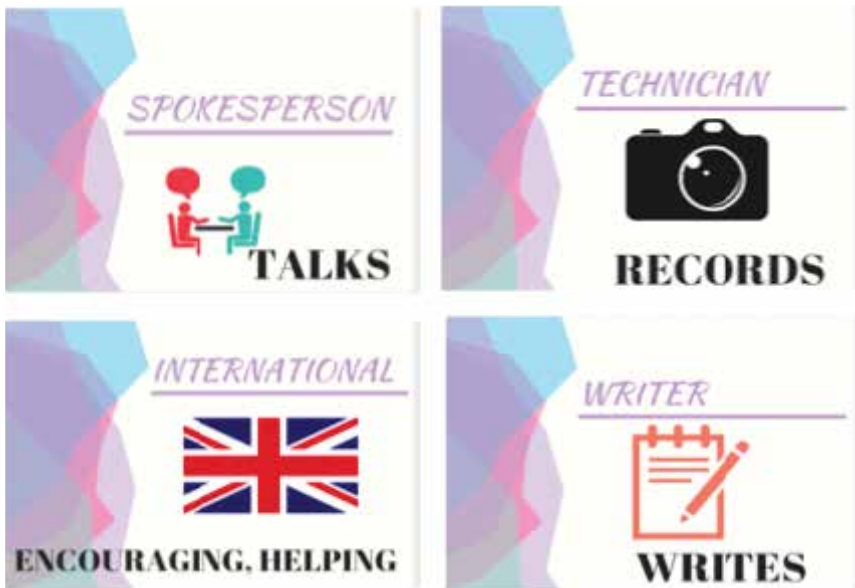 SPOKESPERSON
TALKS
TECHNICIAN
RECORDS
INTERNATIONAL
ENCOURAGING, HELPING
WRITER
WRITES